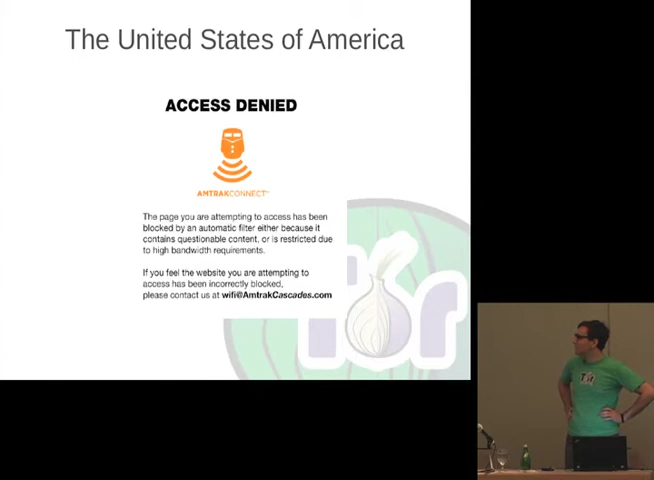 The United States of America
ACCESS DENIED
AMTRAKCONNECT
The page you are attempting to access has been
blocked by an automatic filter either because it
contains questionable content, or is restricted due
to high bandwidth requirements.
If you feel the website you are attempting to
access has been incorrectly blocked,
please contact us at wifi@AmtrakCascades.com
Tor
Tor